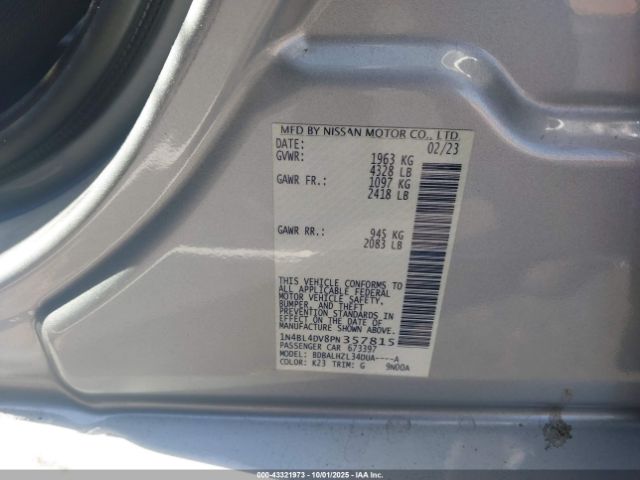 MFD BY NISSAN MOTOR CO., LTD.
DATE: 02/23
GVWR: 1963 KG
4328 LB
GAWR FR.: 1097 KG
2418 LB
GAWR RR.: 945 KG
2083 LB
THIS VEHICLE CONFORMS TO
ALL APPLICABLE FEDERAL
MOTOR VEHICLE SAFETY,
BUMPER, AND THEFT
PREVENTION STANDARDS IN
EFFECT ON THE DATE OF
MANUFACTURE SHOWN ABOVE.
1N4BL4DV8PN357815
PASSENGER CAR 673397
MODEL: BDBALHZL34DUA----A
COLOR: K23 TRIM: G 9N00A
©00-43321973 | 10/01/2025 | Copyright IAA, Inc.